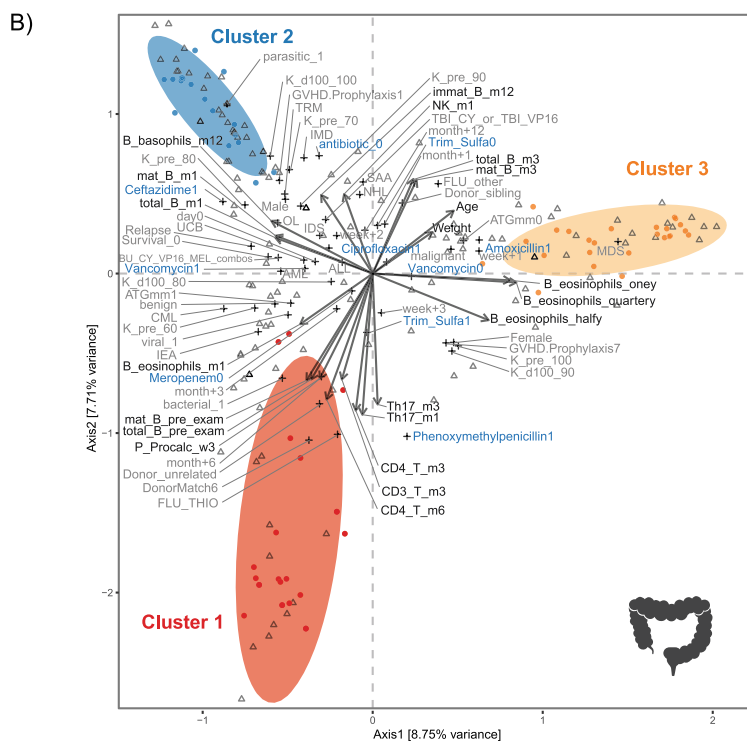 B)
Cluster 2
parasitic_1
K_d100_100
GVHD.Prophylaxis1
TRM
K_pre_70
IMD
antibiotic_0
B_basophils_m12
K_pre_80
mat_B_m1
Ceftazidime1
total_B_m1
day0
UCB
Relapse
Survival_0
BU_CY_VP16_MEL_combos
Vancomycin1
K_d100_80
ATGmm1
benign
CML
K_pre_60
viral_1
IEA
B_eosinophils_m1
Meropenem0
month+3
bacterial_1
mat_B_pre_exam
total_B_pre_exam
P_Procalc_w3
month+6
Donor_unrelated
DonorMatch6
FLU_THIO
Male
OL
IDS
AML
ALL
SAA
NHL
week+2
K_pre_90
immat_B_m12
NK_m1
TBI_CY_or_TBI_VP16
month+12
Trim_Sulfa0
month+1
total_B_m3
mat_B_m3
FLU_other
Donor_sibling
Age
ATGmm0
Weight
Ciprofloxacin1
Amoxicillin1
malignant
week+1
Vancomycin0
Cluster 3
MDS
B_eosinophils_oney
B_eosinophils_quartery
B_eosinophils_halfy
week+3
Trim_Sulfa1
Female
GVHD.Prophylaxis7
K_pre_100
K_d100_90
Th17_m3
Th17_m1
Phenoxymethylpenicillin1
CD4_T_m3
CD3_T_m3
CD4_T_m6
Cluster 1
Axis2 [7.71% variance]
1
0
−1
−2
-1
0
1
2
Axis1 [8.75% variance]